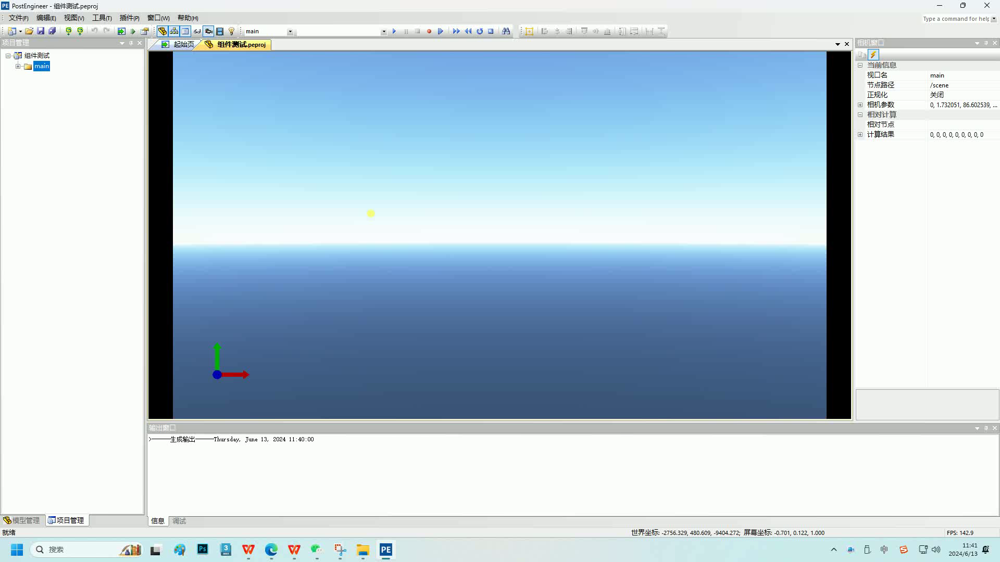 PostEngineer - 组件测试.peproj
文件(F) 编辑(E) 视图(V) 工具(T) 插件(P) 窗口(W) 帮助(H)
Type a command for help
main
项目管理
起始页 组件测试.peproj
相机窗口
组件测试
main
当前信息
视口名 main
节点路径 /scene
正规化 关闭
相机参数 0, 1.732051, 86.602539, ...
相对计算
相对节点
计算结果 0, 0, 0, 0, 0, 0, 0, 0, 0
输出窗口
>──────生成输出──────Thursday, June 13, 2024 11:40:00
模型管理 项目管理
信息 调试
就绪
世界坐标: -2756.329, 480.609, -9404.272; 屏幕坐标: -0.701, 0.122, 1.000
FPS: 142.9
搜索
Ps
3
MAX
PE
中
11:41
2024/6/13